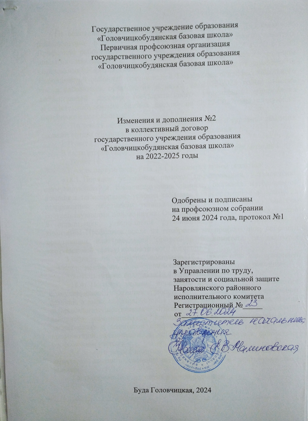 Государственное учреждение образования
«Головчицкобудянская базовая школа»
Первичная профсоюзная организация
государственного учреждения образования
«Головчицкобудянская базовая школа»
Изменения и дополнения №2
в коллективный договор
государственного учреждения образования
«Головчицкобудянская базовая школа»
на 2022-2025 годы
Одобрены и подписаны
на профсоюзном собрании
24 июня 2024 года, протокол №1
Зарегистрированы
в Управлении по труду,
занятости и социальной защите
Наровлянского районного
исполнительного комитета
Регистрационный № 23
от 27.06.2024
Заместитель начальника
управления
Буда Головчицкая, 2024